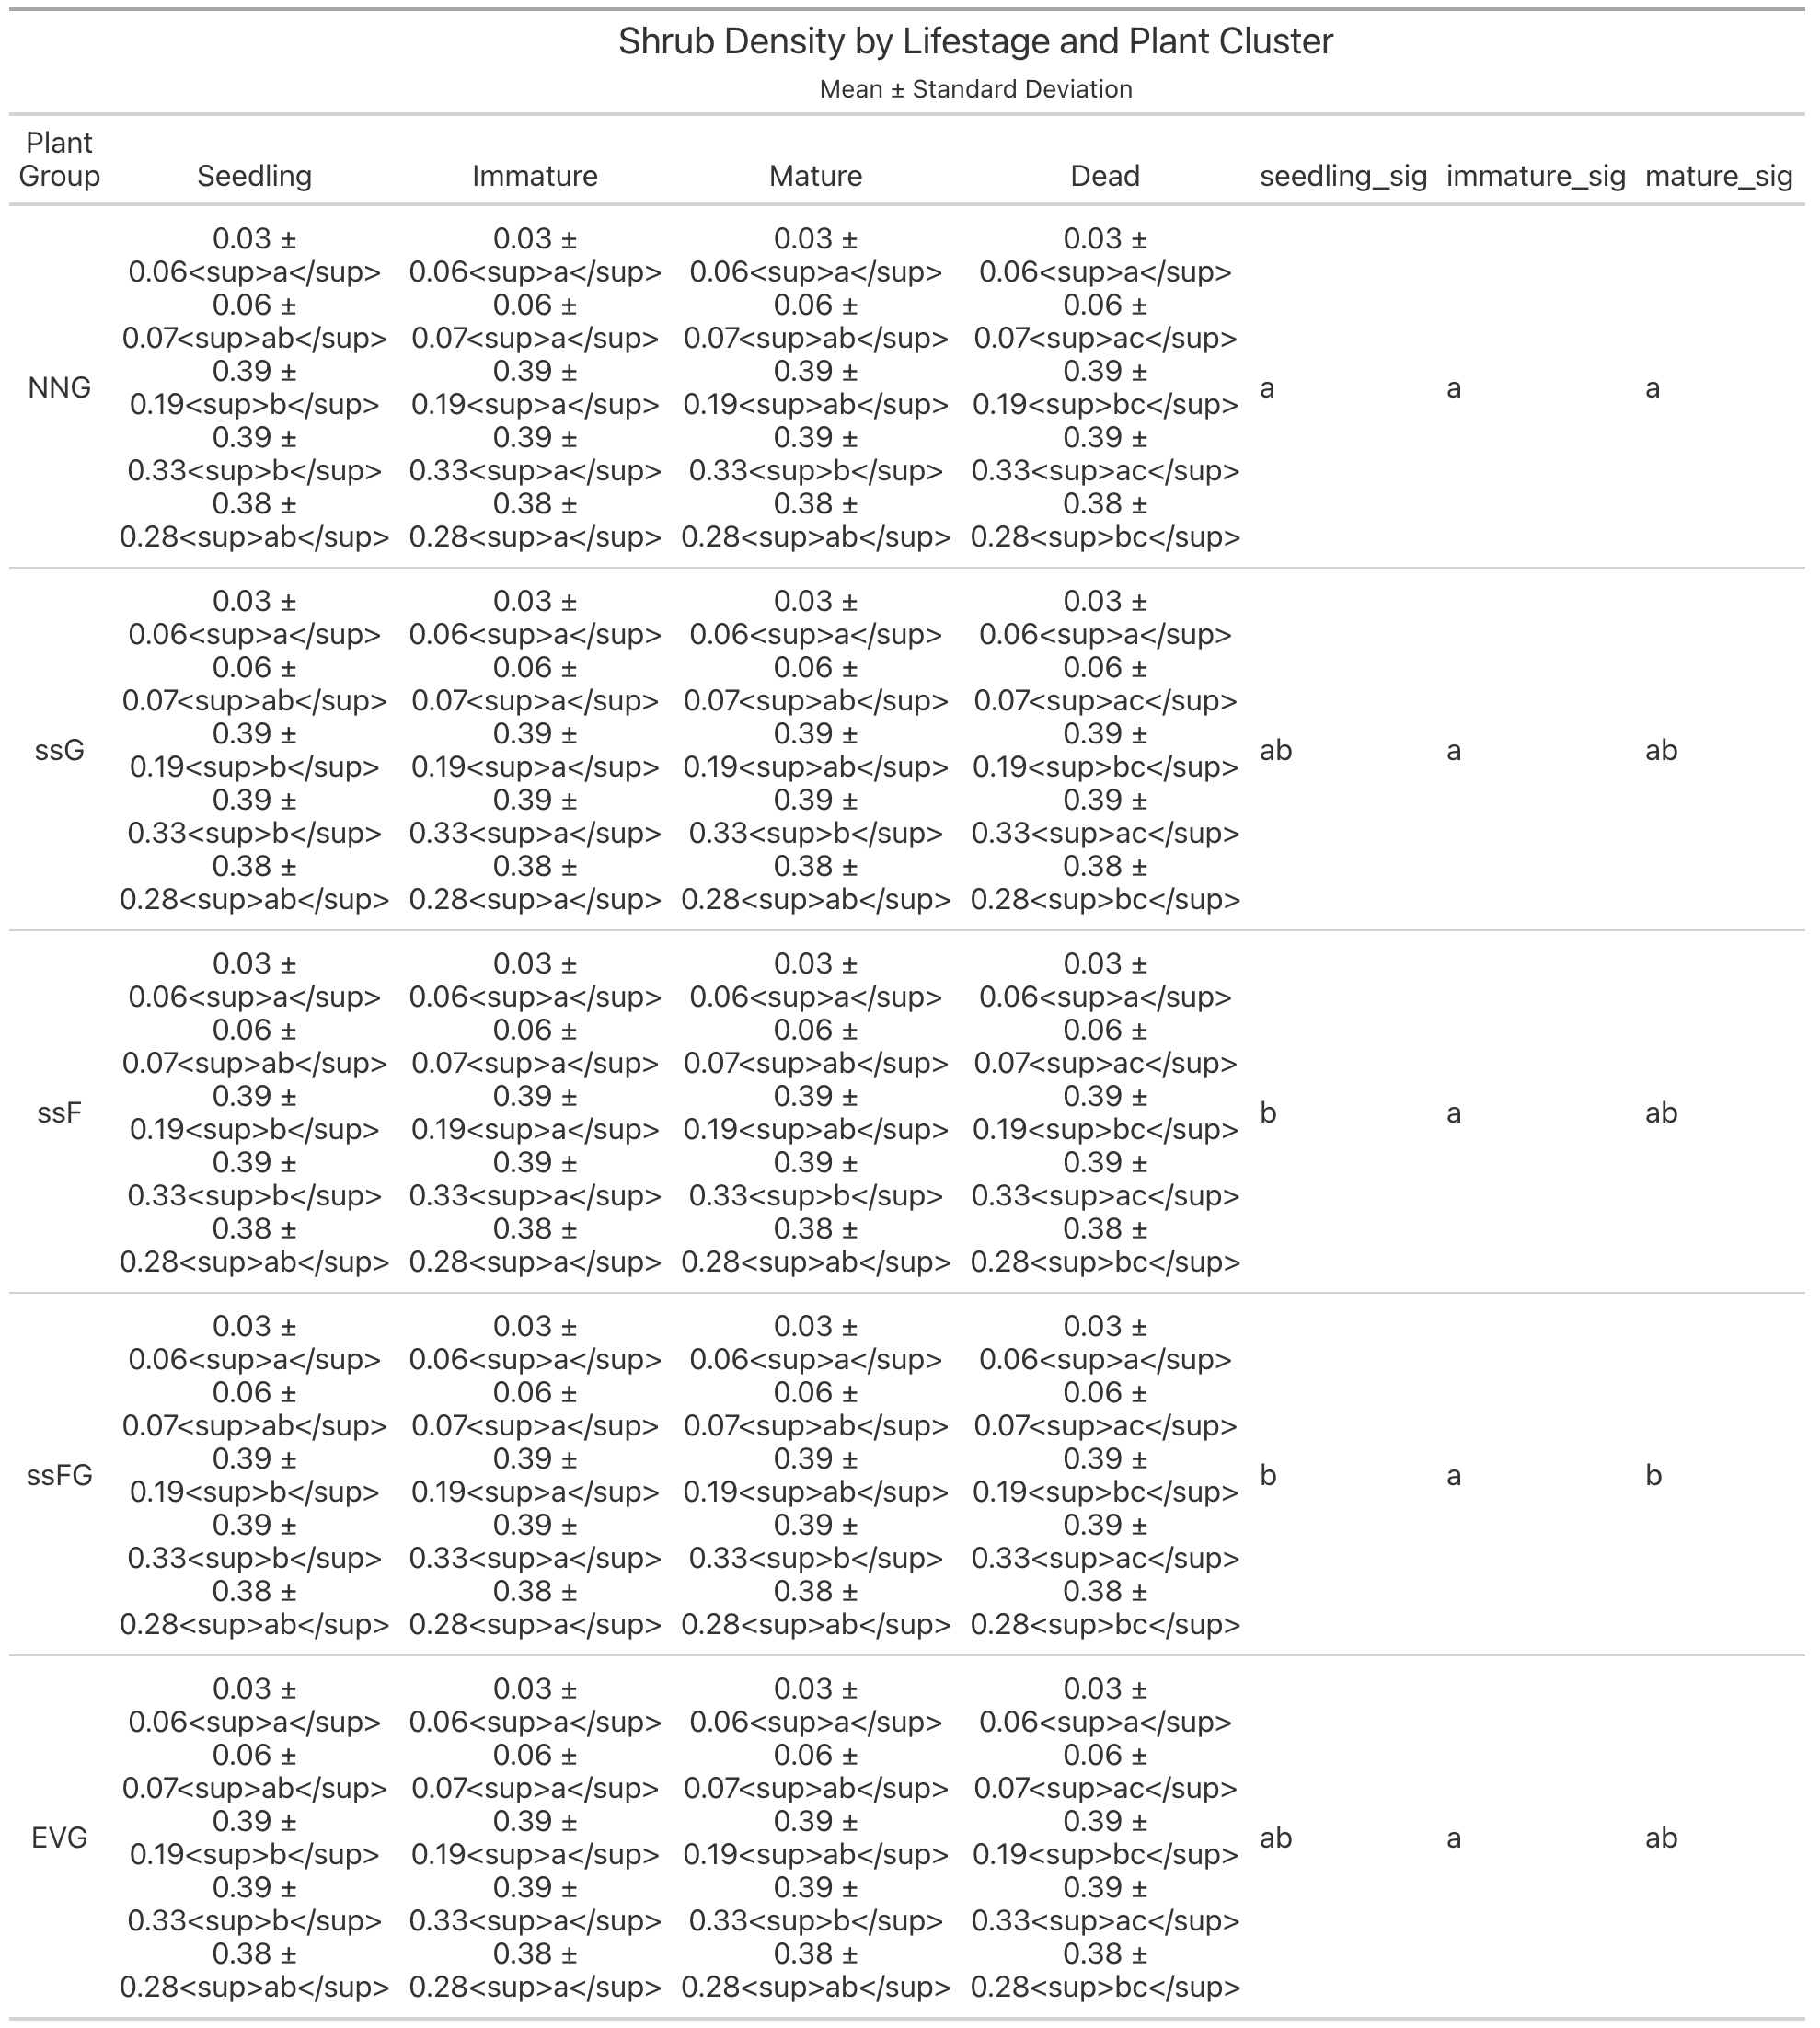 Shrub Density by Lifestage and Plant Cluster
Mean ± Standard Deviation
Plant
Group Seedling Immature Mature Dead seedling_sig immature_sig mature_sig
0.03 ± 0.03 ± 0.03 ± 0.03 ±
0.06<sup>a</sup> 0.06<sup>a</sup> 0.06<sup>a</sup> 0.06<sup>a</sup>
0.06 ± 0.06 ± 0.06 ± 0.06 ±
0.07<sup>ab</sup> 0.07<sup>a</sup> 0.07<sup>ab</sup> 0.07<sup>ac</sup>
0.39 ± 0.39 ± 0.39 ± 0.39 ±
NNG a a a
0.19<sup>b</sup> 0.19<sup>a</sup> 0.19<sup>ab</sup> 0.19<sup>bc</sup>
0.39 ± 0.39 ± 0.39 ± 0.39 ±
0.33<sup>b</sup> 0.33<sup>a</sup> 0.33<sup>b</sup> 0.33<sup>ac</sup>
0.38 ± 0.38 ± 0.38 ± 0.38 ±
0.28<sup>ab</sup> 0.28<sup>a</sup> 0.28<sup>ab</sup> 0.28<sup>bc</sup>
0.03 ± 0.03 ± 0.03 ± 0.03 ±
0.06<sup>a</sup> 0.06<sup>a</sup> 0.06<sup>a</sup> 0.06<sup>a</sup>
0.06 ± 0.06 ± 0.06 ± 0.06 ±
0.07<sup>ab</sup> 0.07<sup>a</sup> 0.07<sup>ab</sup> 0.07<sup>ac</sup>
0.39 ± 0.39 ± 0.39 ± 0.39 ±
ssG ab a ab
0.19<sup>b</sup> 0.19<sup>a</sup> 0.19<sup>ab</sup> 0.19<sup>bc</sup>
0.39 ± 0.39 ± 0.39 ± 0.39 ±
0.33<sup>b</sup> 0.33<sup>a</sup> 0.33<sup>b</sup> 0.33<sup>ac</sup>
0.38 ± 0.38 ± 0.38 ± 0.38 ±
0.28<sup>ab</sup> 0.28<sup>a</sup> 0.28<sup>ab</sup> 0.28<sup>bc</sup>
0.03 ± 0.03 ± 0.03 ± 0.03 ±
0.06<sup>a</sup> 0.06<sup>a</sup> 0.06<sup>a</sup> 0.06<sup>a</sup>
0.06 ± 0.06 ± 0.06 ± 0.06 ±
0.07<sup>ab</sup> 0.07<sup>a</sup> 0.07<sup>ab</sup> 0.07<sup>ac</sup>
0.39 ± 0.39 ± 0.39 ± 0.39 ±
ssF b a ab
0.19<sup>b</sup> 0.19<sup>a</sup> 0.19<sup>ab</sup> 0.19<sup>bc</sup>
0.39 ± 0.39 ± 0.39 ± 0.39 ±
0.33<sup>b</sup> 0.33<sup>a</sup> 0.33<sup>b</sup> 0.33<sup>ac</sup>
0.38 ± 0.38 ± 0.38 ± 0.38 ±
0.28<sup>ab</sup> 0.28<sup>a</sup> 0.28<sup>ab</sup> 0.28<sup>bc</sup>
0.03 ± 0.03 ± 0.03 ± 0.03 ±
0.06<sup>a</sup> 0.06<sup>a</sup> 0.06<sup>a</sup> 0.06<sup>a</sup>
0.06 ± 0.06 ± 0.06 ± 0.06 ±
0.07<sup>ab</sup> 0.07<sup>a</sup> 0.07<sup>ab</sup> 0.07<sup>ac</sup>
0.39 ± 0.39 ± 0.39 ± 0.39 ±
ssFG b a b
0.19<sup>b</sup> 0.19<sup>a</sup> 0.19<sup>ab</sup> 0.19<sup>bc</sup>
0.39 ± 0.39 ± 0.39 ± 0.39 ±
0.33<sup>b</sup> 0.33<sup>a</sup> 0.33<sup>b</sup> 0.33<sup>ac</sup>
0.38 ± 0.38 ± 0.38 ± 0.38 ±
0.28<sup>ab</sup> 0.28<sup>a</sup> 0.28<sup>ab</sup> 0.28<sup>bc</sup>
0.03 ± 0.03 ± 0.03 ± 0.03 ±
0.06<sup>a</sup> 0.06<sup>a</sup> 0.06<sup>a</sup> 0.06<sup>a</sup>
0.06 ± 0.06 ± 0.06 ± 0.06 ±
0.07<sup>ab</sup> 0.07<sup>a</sup> 0.07<sup>ab</sup> 0.07<sup>ac</sup>
0.39 ± 0.39 ± 0.39 ± 0.39 ±
EVG ab a ab
0.19<sup>b</sup> 0.19<sup>a</sup> 0.19<sup>ab</sup> 0.19<sup>bc</sup>
0.39 ± 0.39 ± 0.39 ± 0.39 ±
0.33<sup>b</sup> 0.33<sup>a</sup> 0.33<sup>b</sup> 0.33<sup>ac</sup>
0.38 ± 0.38 ± 0.38 ± 0.38 ±
0.28<sup>ab</sup> 0.28<sup>a</sup> 0.28<sup>ab</sup> 0.28<sup>bc</sup>